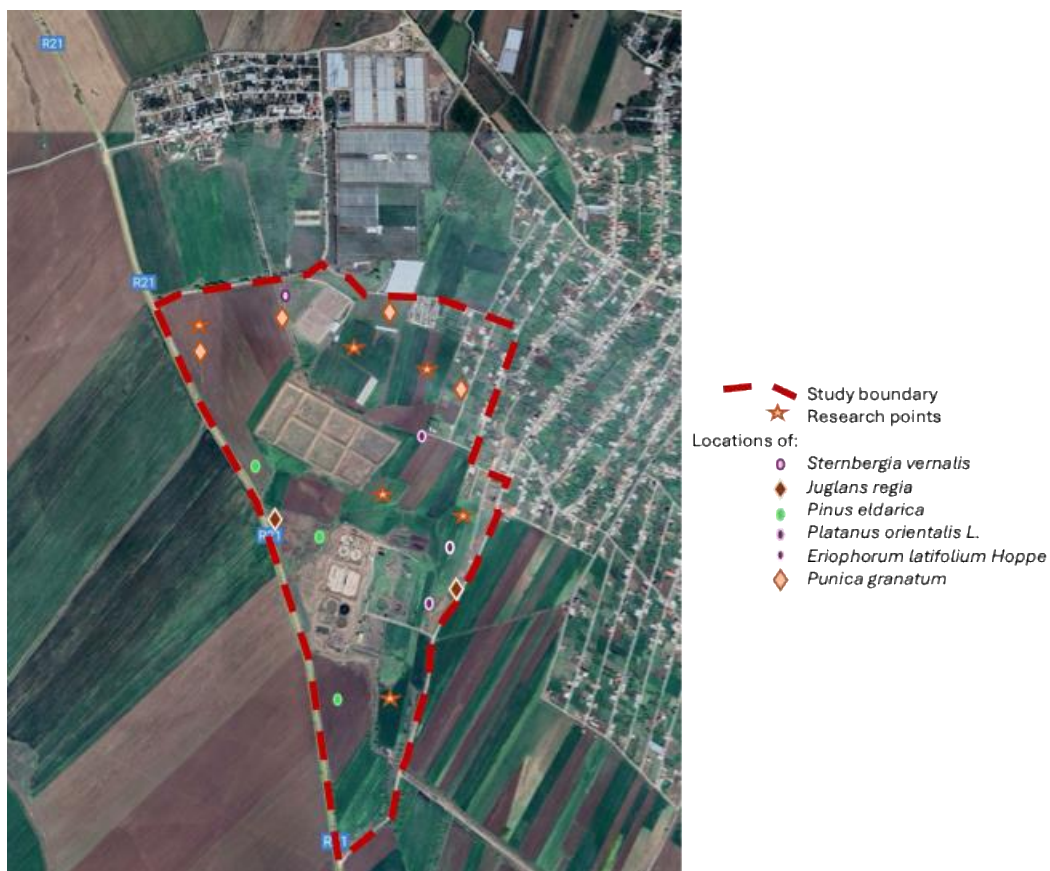 R21
R21
R21
R21
Study boundary
Research points
Locations of:
Sternbergia vernalis
Juglans regia
Pinus eldarica
Platanus orientalis L.
Eriophorum latifolium Hoppe
Punica granatum